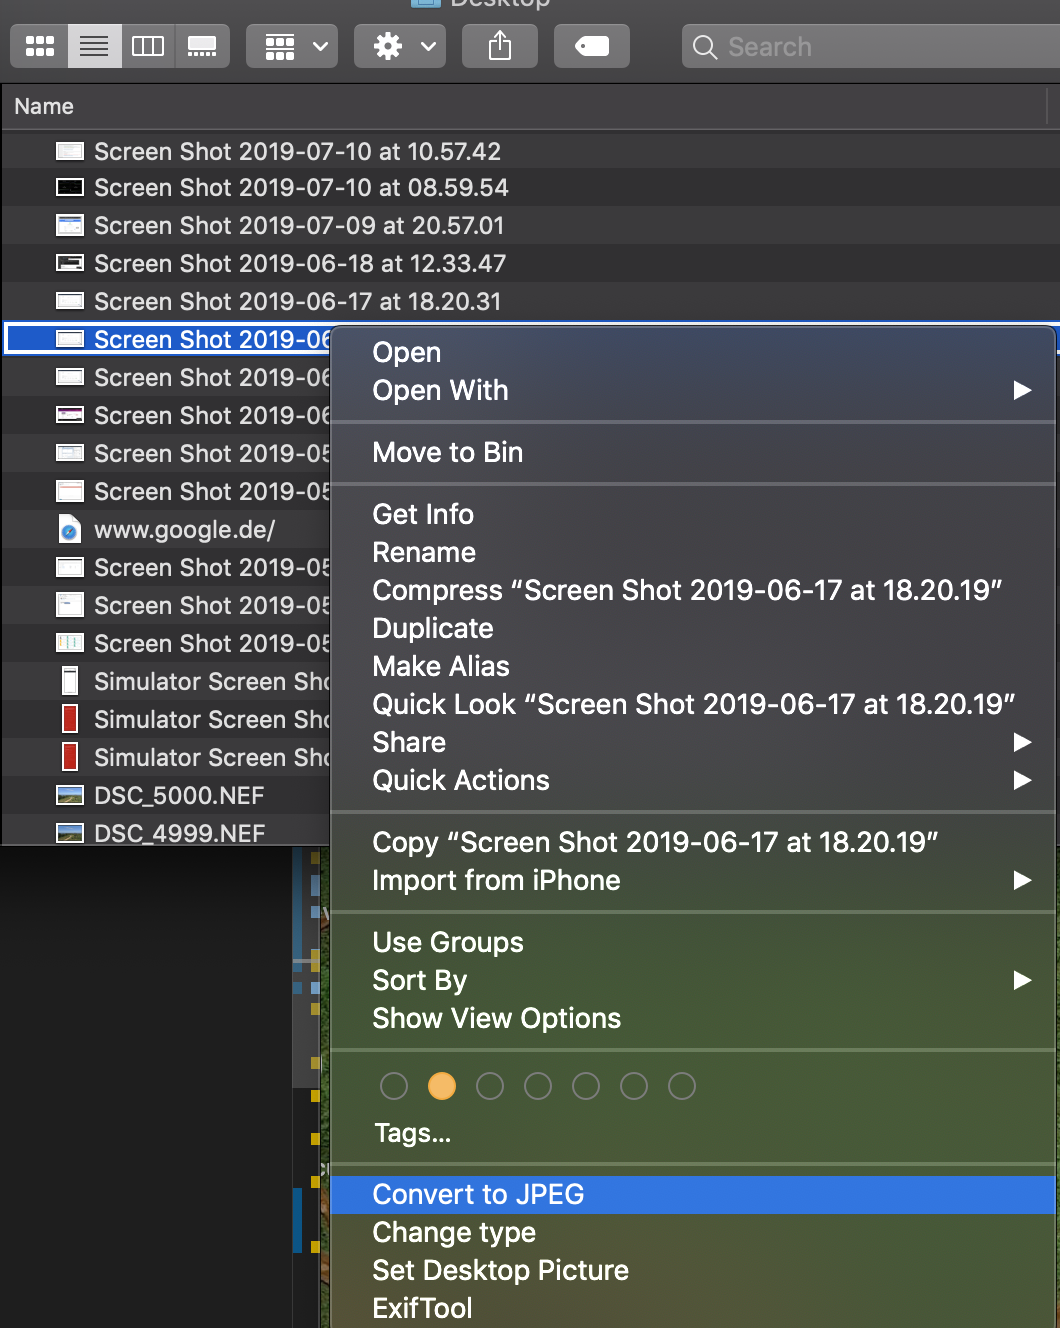 Desktop
Search
Name
Screen Shot 2019-07-10 at 10.57.42
Screen Shot 2019-07-10 at 08.59.54
Screen Shot 2019-07-09 at 20.57.01
Screen Shot 2019-06-18 at 12.33.47
Screen Shot 2019-06-17 at 18.20.31
Screen Shot 2019-06
Screen Shot 2019-06
Screen Shot 2019-06
Screen Shot 2019-05
Screen Shot 2019-05
www.google.de/
Screen Shot 2019-05
Screen Shot 2019-05
Screen Shot 2019-05
Simulator Screen Sho
Simulator Screen Sho
Simulator Screen Sho
DSC_5000.NEF
DSC_4999.NEF
Open
Open With
Move to Bin
Get Info
Rename
Compress “Screen Shot 2019-06-17 at 18.20.19”
Duplicate
Make Alias
Quick Look “Screen Shot 2019-06-17 at 18.20.19”
Share
Quick Actions
Copy “Screen Shot 2019-06-17 at 18.20.19”
Import from iPhone
Use Groups
Sort By
Show View Options
Tags...
Convert to JPEG
Change type
Set Desktop Picture
ExifTool